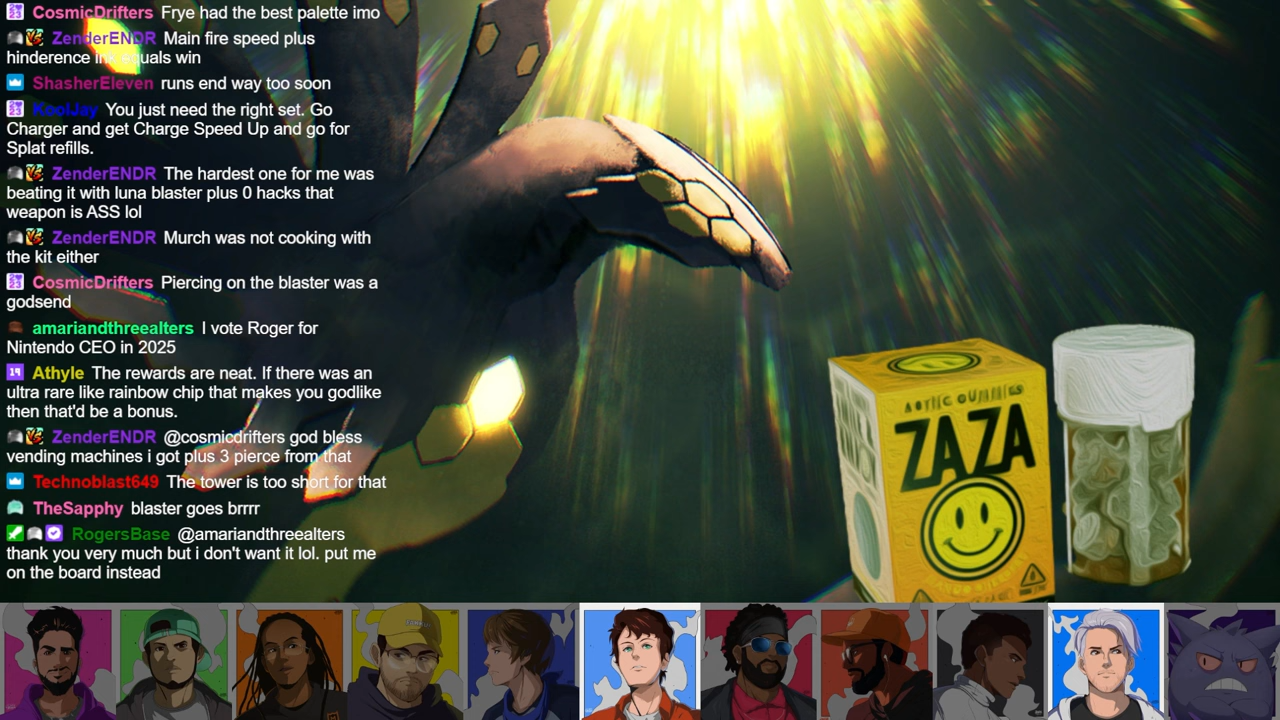 CosmicDrifters Frye had the best palette imo
ZenderENDR Main fire speed plus
hinderence ink equals win
ShasherEleven runs end way too soon
KoolJay You just need the right set. Go
Charger and get Charge Speed Up and go for
Splat refills.
ZenderENDR The hardest one for me was
beating it with luna blaster plus 0 hacks that
weapon is ASS lol
ZenderENDR Murch was not cooking with
the kit either
CosmicDrifters Piercing on the blaster was a
godsend
amariandthreealters I vote Roger for
Nintendo CEO in 2025
Athyle The rewards are neat. If there was an
ultra rare like rainbow chip that makes you godlike
then that'd be a bonus.
ZenderENDR @cosmicdrifters god bless
vending machines i got plus 3 pierce from that
Technoblast649 The tower is too short for that
TheSapphy blaster goes brrrr
RogersBase @amariandthreealters
thank you very much but i don't want it lol. put me
on the board instead
ZAZA